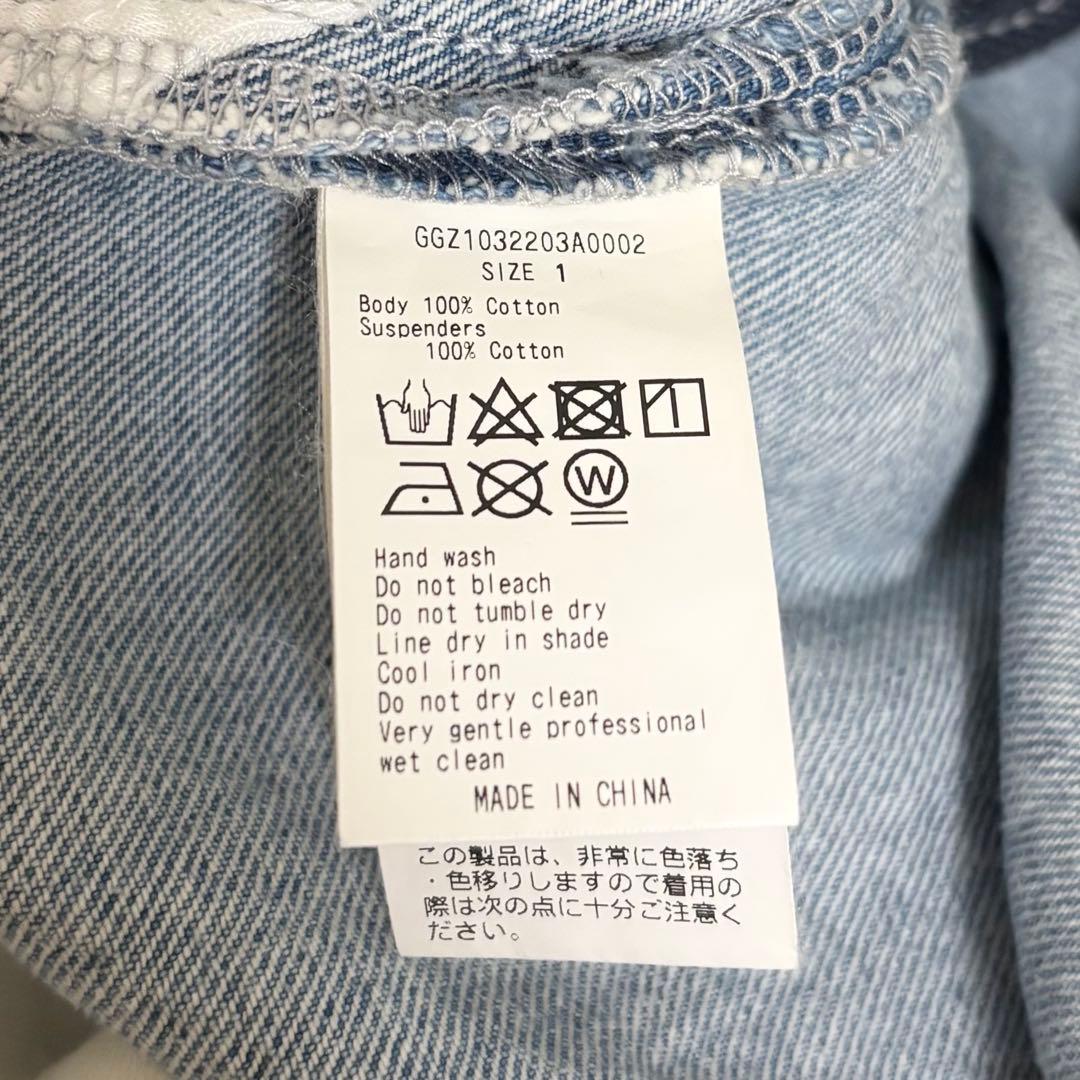 GGZ1032203A0002
SIZE 1
Body 100% Cotton
Suspenders
100% Cotton
W
Hand wash
Do not bleach
Do not tumble dry
Line dry in shade
Cool iron
Do not dry clean
Very gentle professional
wet clean
MADE IN CHINA
この製品は、非常に色落ち
・色移りしますので着用の
際は次の点に十分ご注意く
ださい。